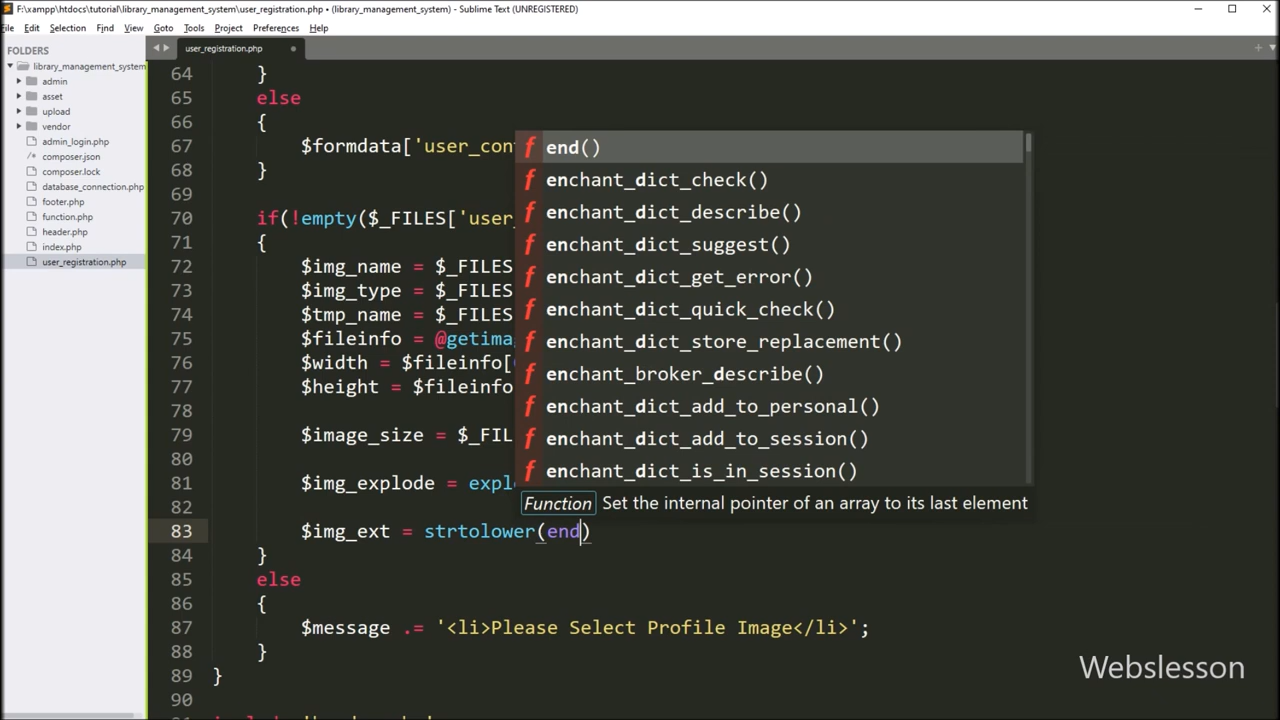 F:\xampp\htdocs\tutorial\library_management_system\user_registration.php • (library_management_system) - Sublime Text (UNREGISTERED)
File Edit Selection Find View Goto Tools Project Preferences Help
FOLDERS
library_management_system
admin
asset
upload
vendor
admin_login.php
composer.json
composer.lock
database_connection.php
footer.php
function.php
header.php
index.php
user_registration.php
user_registration.php
64 }
65 else
66 {
67 $formdata['user_con
68 }
69
70 if(!empty($_FILES['user_
71 {
72 $img_name = $_FILES
73 $img_type = $_FILES
74 $tmp_name = $_FILES
75 $fileinfo = @getima
76 $width = $fileinfo[
77 $height = $fileinfo
78
79 $image_size = $_FIL
80
81 $img_explode = explo
82
83 $img_ext = strtolower(end)
84 }
85 else
86 {
87 $message .= '<li>Please Select Profile Image</li>';
88 }
89 }
90
f end()
f enchant_dict_check()
f enchant_dict_describe()
f enchant_dict_suggest()
f enchant_dict_get_error()
f enchant_dict_quick_check()
f enchant_dict_store_replacement()
f enchant_broker_describe()
f enchant_dict_add_to_personal()
f enchant_dict_add_to_session()
f enchant_dict_is_in_session()
Function Set the internal pointer of an array to its last element
Webslesson